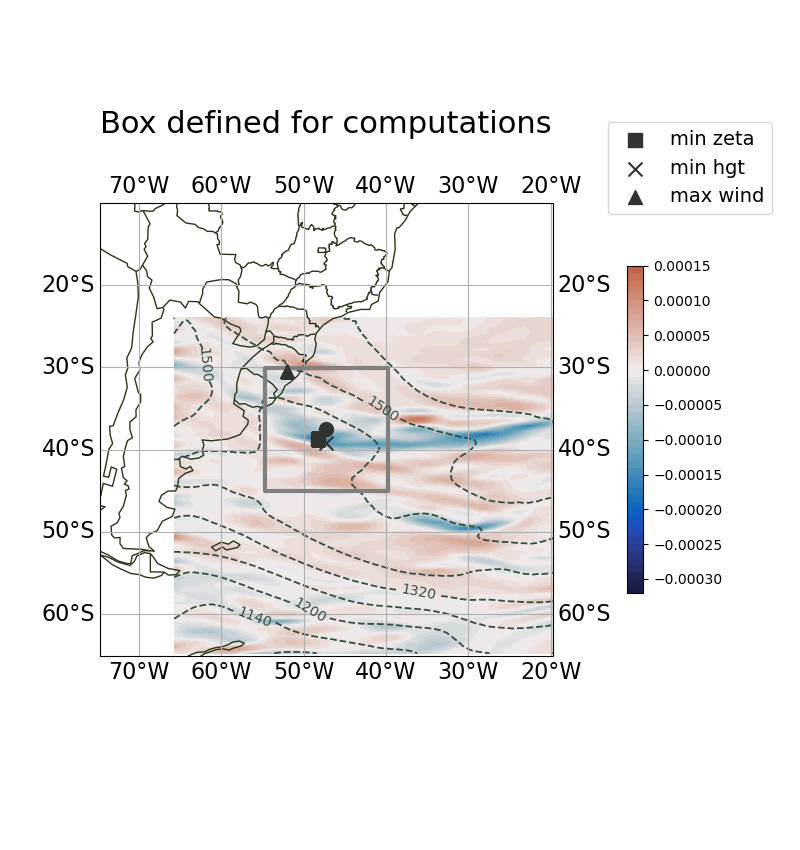 Box defined for computations
min zeta
min hgt
max wind
70°W 60°W 50°W 40°W 30°W 20°W
20°S 20°S
30°S 30°S
40°S 40°S
50°S 50°S
60°S 60°S
1500
1500
1320
1200
1140
70°W 60°W 50°W 40°W 30°W 20°W
0.00015
0.00010
0.00005
0.00000
−0.00005
−0.00010
−0.00015
−0.00020
−0.00025
−0.00030